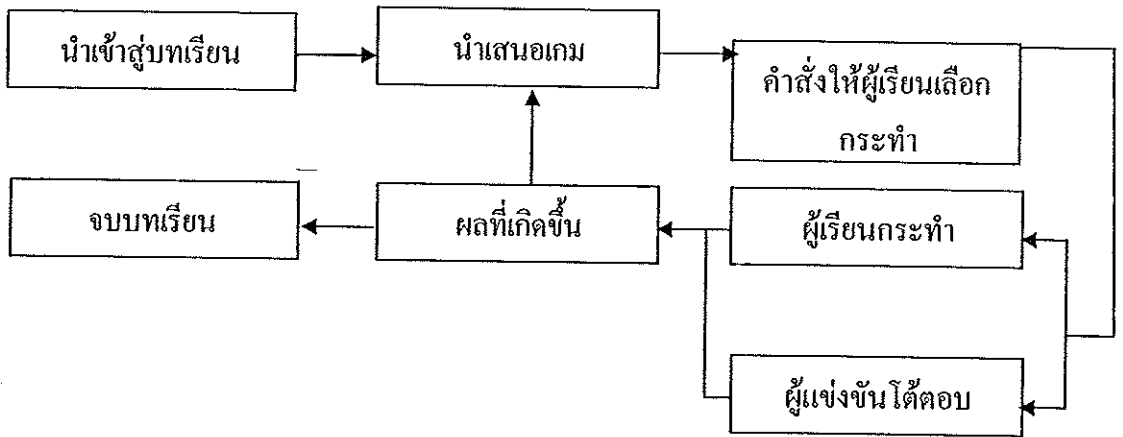 นำเข้าสู่บทเรียน
นำเสนอเกม
คำสั่งให้ผู้เรียนเลือก
กระทำ
จบบทเรียน
ผลที่เกิดขึ้น
ผู้เรียนกระทำ
ผู้แข่งขันโต้ตอบ